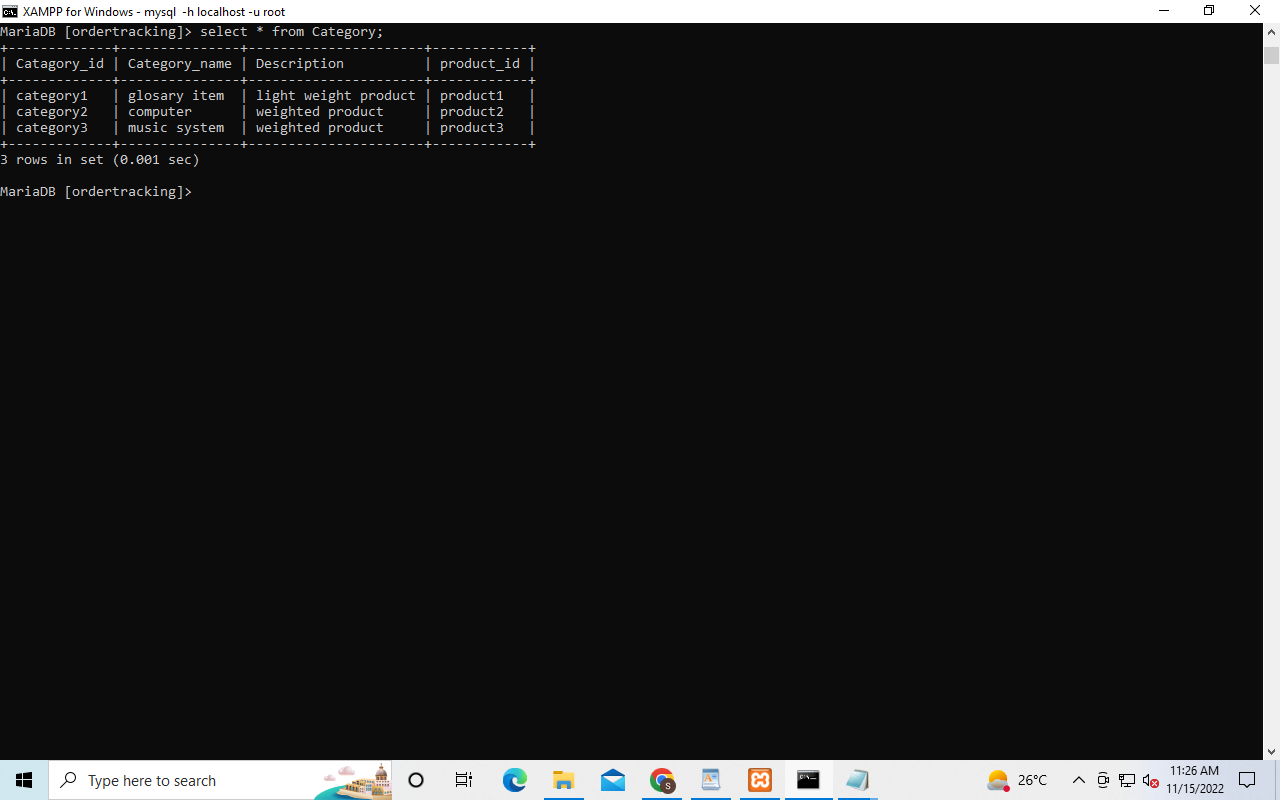 XAMPP for Windows - mysql  -h localhost -u root
MariaDB [ordertracking]> select * from Category;
+-------------+---------------+----------------------+------------+
| Catagory_id | Category_name | Description          | product_id |
+-------------+---------------+----------------------+------------+
| category1   | glosary item  | light weight product | product1   |
| category2   | computer      | weighted product     | product2   |
| category3   | music system  | weighted product     | product3   |
+-------------+---------------+----------------------+------------+
3 rows in set (0.001 sec)
MariaDB [ordertracking]>
Type here to search
S
26°C
11:26 AM
11/15/2022